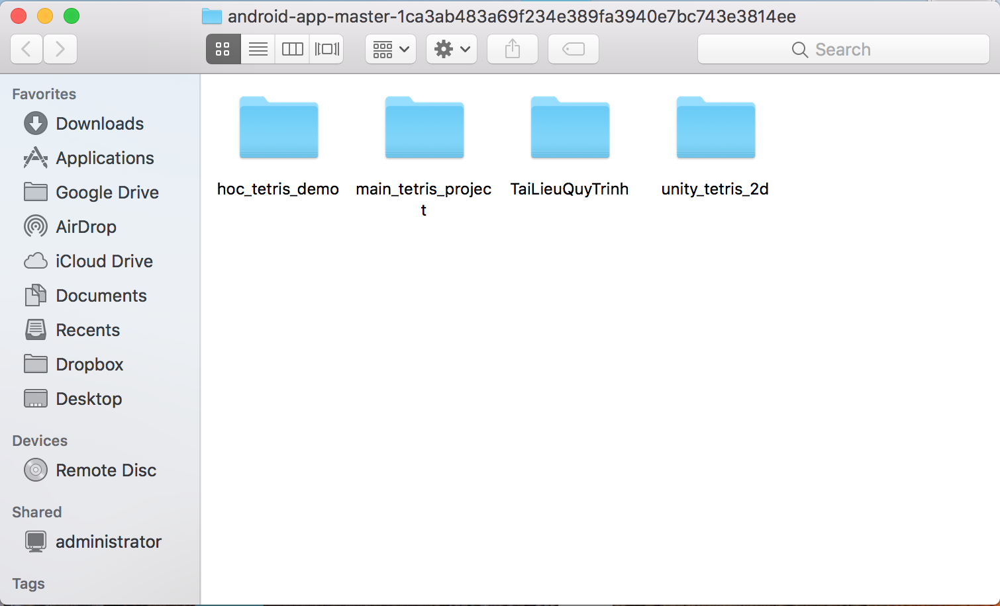 android-app-master-1ca3ab483a69f234e389fa3940e7bc743e3814ee
Search
Favorites
Downloads
Applications
Google Drive
AirDrop
iCloud Drive
Documents
Recents
Dropbox
Desktop
Devices
Remote Disc
Shared
administrator
Tags
hoc_tetris_demo
main_tetris_projec
t
TaiLieuQuyTrinh
unity_tetris_2d